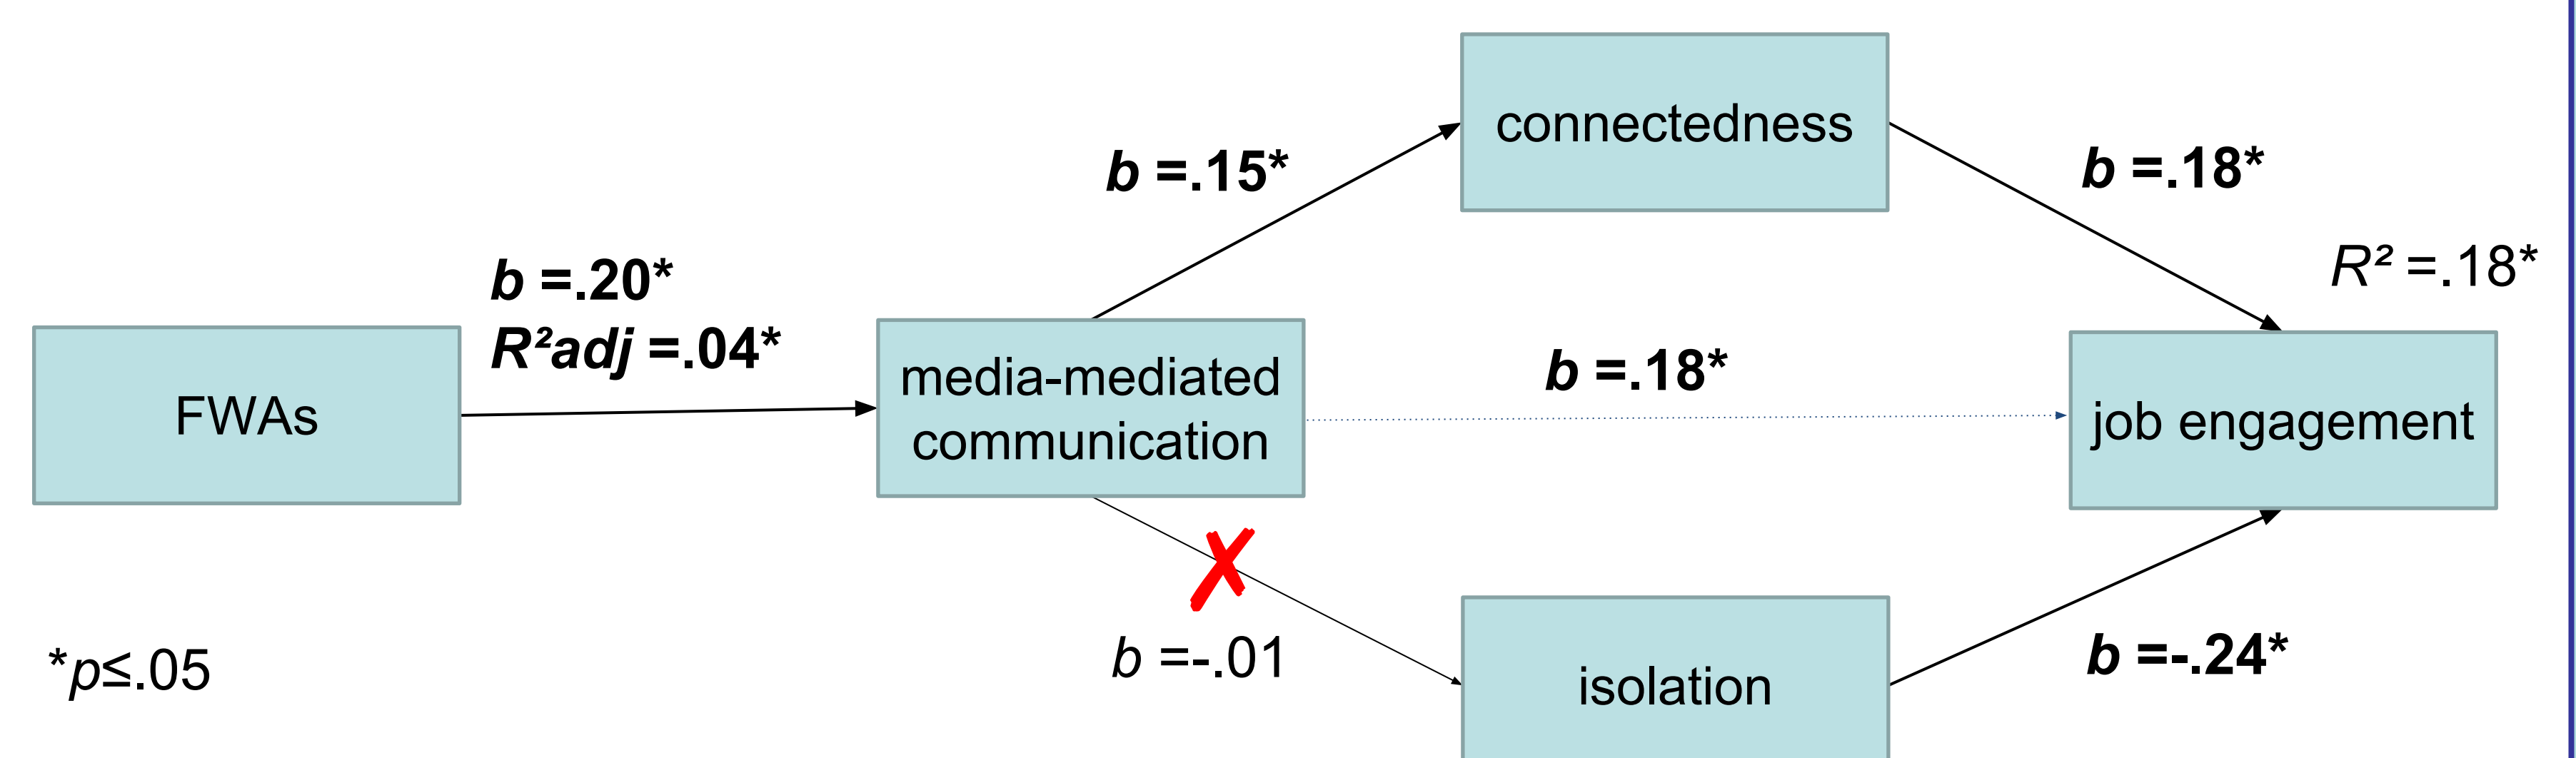 connectedness
b =.15*
b =.18*
R² =.18*
b =.20*
R²adj =.04*
FWAs
media-mediated
communication
b =.18*
job engagement
b =-.01
b =-.24*
isolation
*p≤.05